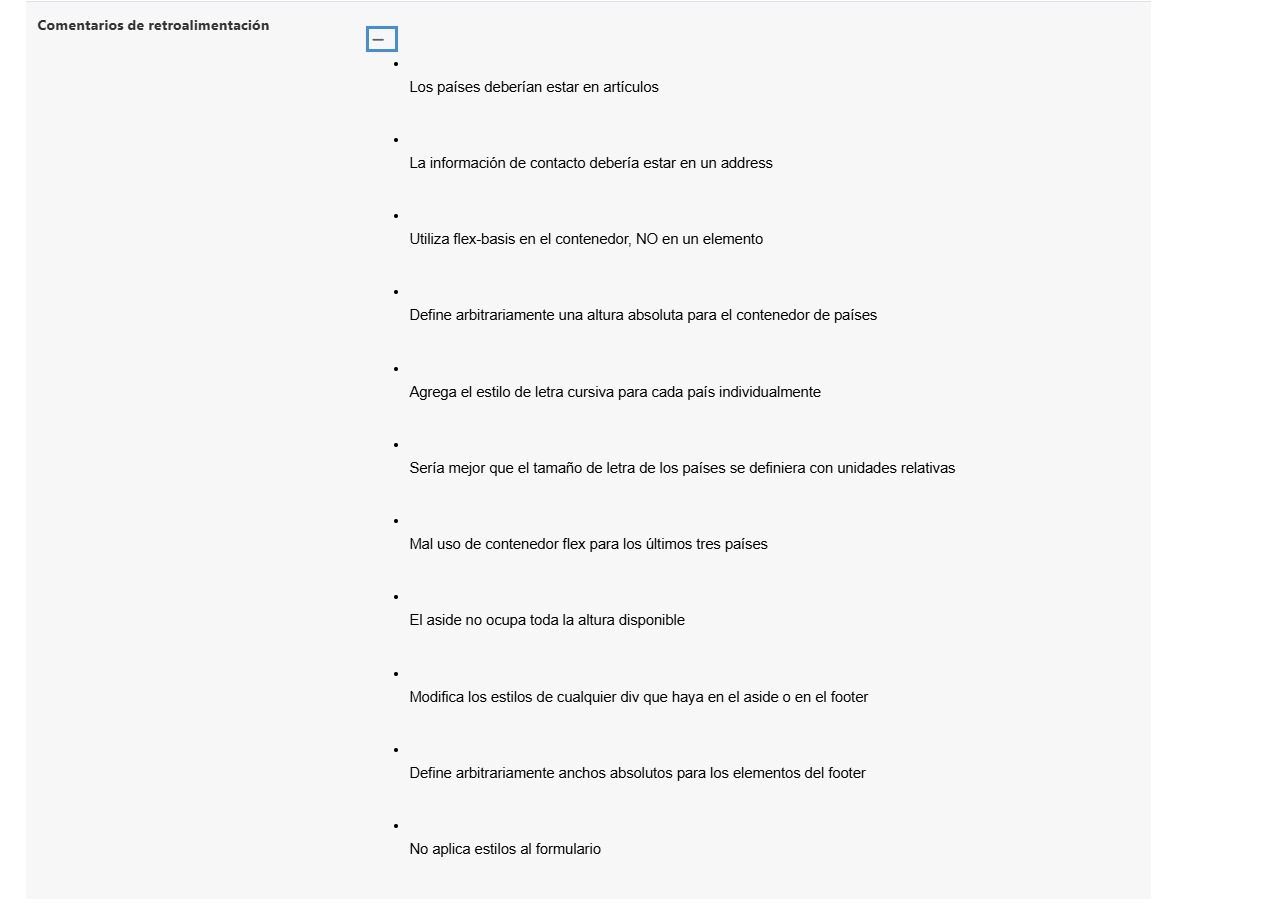 Comentarios de retroalimentación
Los países deberían estar en artículos
La información de contacto debería estar en un address
Utiliza flex-basis en el contenedor, NO en un elemento
Define arbitrariamente una altura absoluta para el contenedor de países
Agrega el estilo de letra cursiva para cada país individualmente
Sería mejor que el tamaño de letra de los países se definiera con unidades relativas
Mal uso de contenedor flex para los últimos tres países
El aside no ocupa toda la altura disponible
Modifica los estilos de cualquier div que haya en el aside o en el footer
Define arbitrariamente anchos absolutos para los elementos del footer
No aplica estilos al formulario